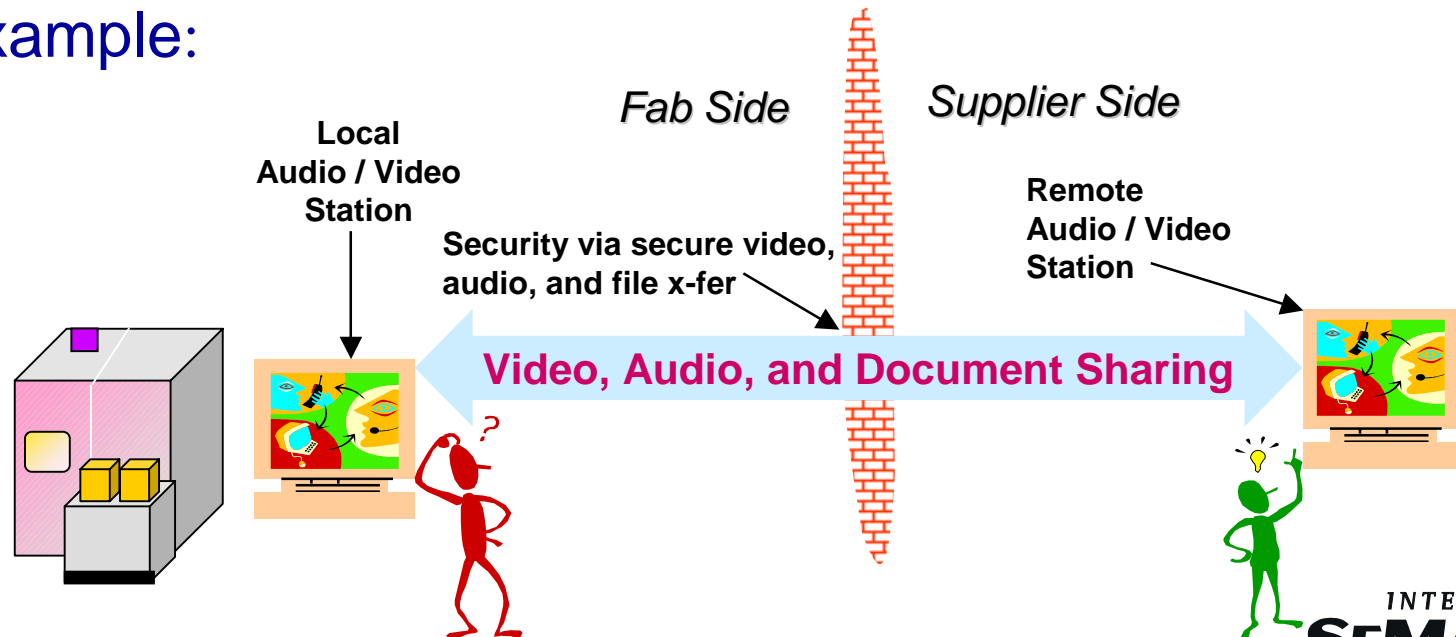 xample:
Fab Side
Supplier Side
Local
Audio / Video
Station
Security via secure video,
audio, and file x-fer
Remote
Audio / Video
Station
Video, Audio, and Document Sharing
?
INTE
SEM